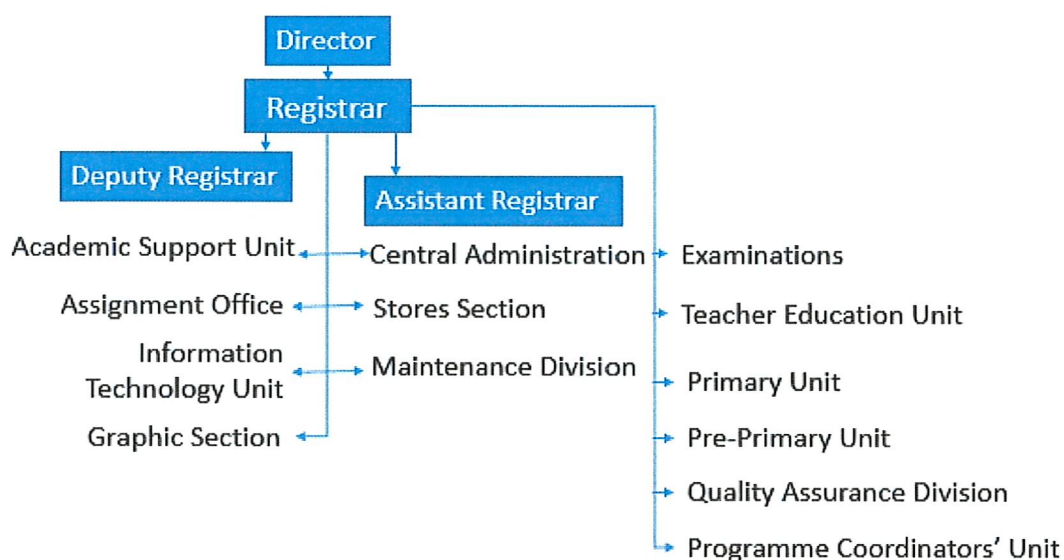 Director
Registrar
Deputy Registrar
Assistant Registrar
Academic Support Unit
Central Administration
Examinations
Assignment Office
Stores Section
Teacher Education Unit
Information
Technology Unit
Maintenance Division
Primary Unit
Graphic Section
Pre-Primary Unit
Quality Assurance Division
Programme Coordinators’ Unit